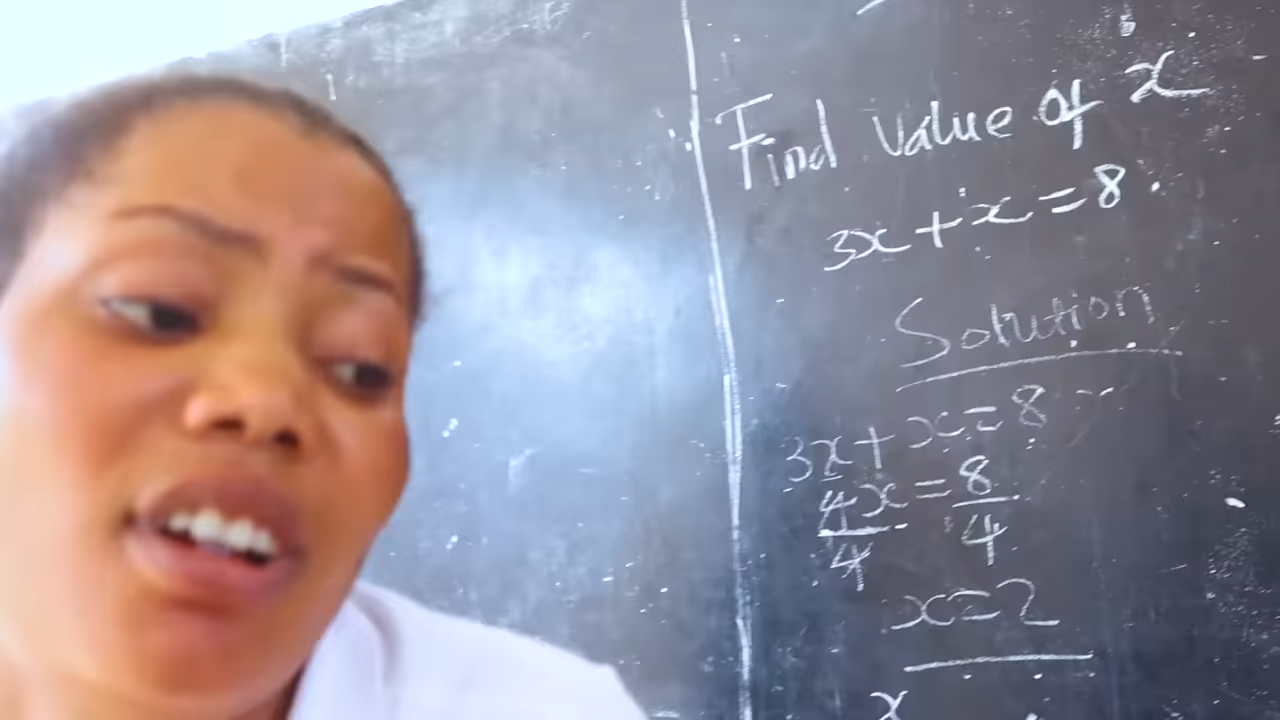 Find value of x
3x + x = 8.
Solution
3x + x = 8
4x = 8
4 4
x = 2
x